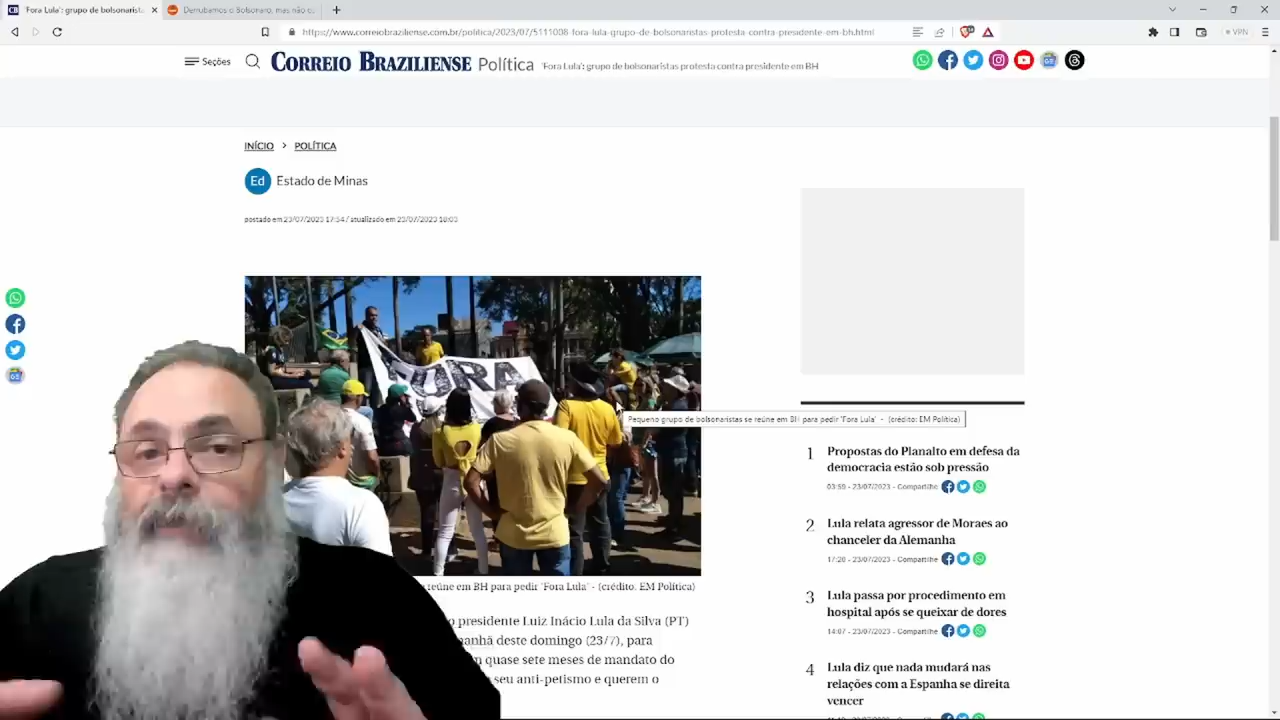 'Fora Lula': grupo de bolsonarista
Derrubamos o Bolsonaro, mas não
https://www.correiobraziliense.com.br/politica/2023/07/5111008-fora-lula-grupo-de-bolsonaristas-protesta-contra-presidente-em-bh.html
VPN
Seções
CORREIO BRAZILIENSE Política 'Fora Lula': grupo de bolsonaristas protesta contra presidente em BH
INÍCIO > POLÍTICA
Ed Estado de Minas
postado em 23/07/2023 17:54 / atualizado em 23/07/2023 18:03
FORA
Pequeno grupo de bolsonaristas se reúne em BH para pedir 'Fora Lula' - (crédito: EM Política)
reúne em BH para pedir 'Fora Lula' - (crédito: EM Política)
o presidente Luiz Inácio Lula da Silva (PT)
anhã deste domingo (23/7), para
m quase sete meses de mandato do
seu anti-petismo e querem o
1 Propostas do Planalto em defesa da
democracia estão sob pressão
03:59 - 23/07/2023 - Compartilhe
2 Lula relata agressor de Moraes ao
chanceler da Alemanha
17:20 - 23/07/2023 - Compartilhe
3 Lula passa por procedimento em
hospital após se queixar de dores
14:07 - 23/07/2023 - Compartilhe
4 Lula diz que nada mudará nas
relações com a Espanha se direita
vencer